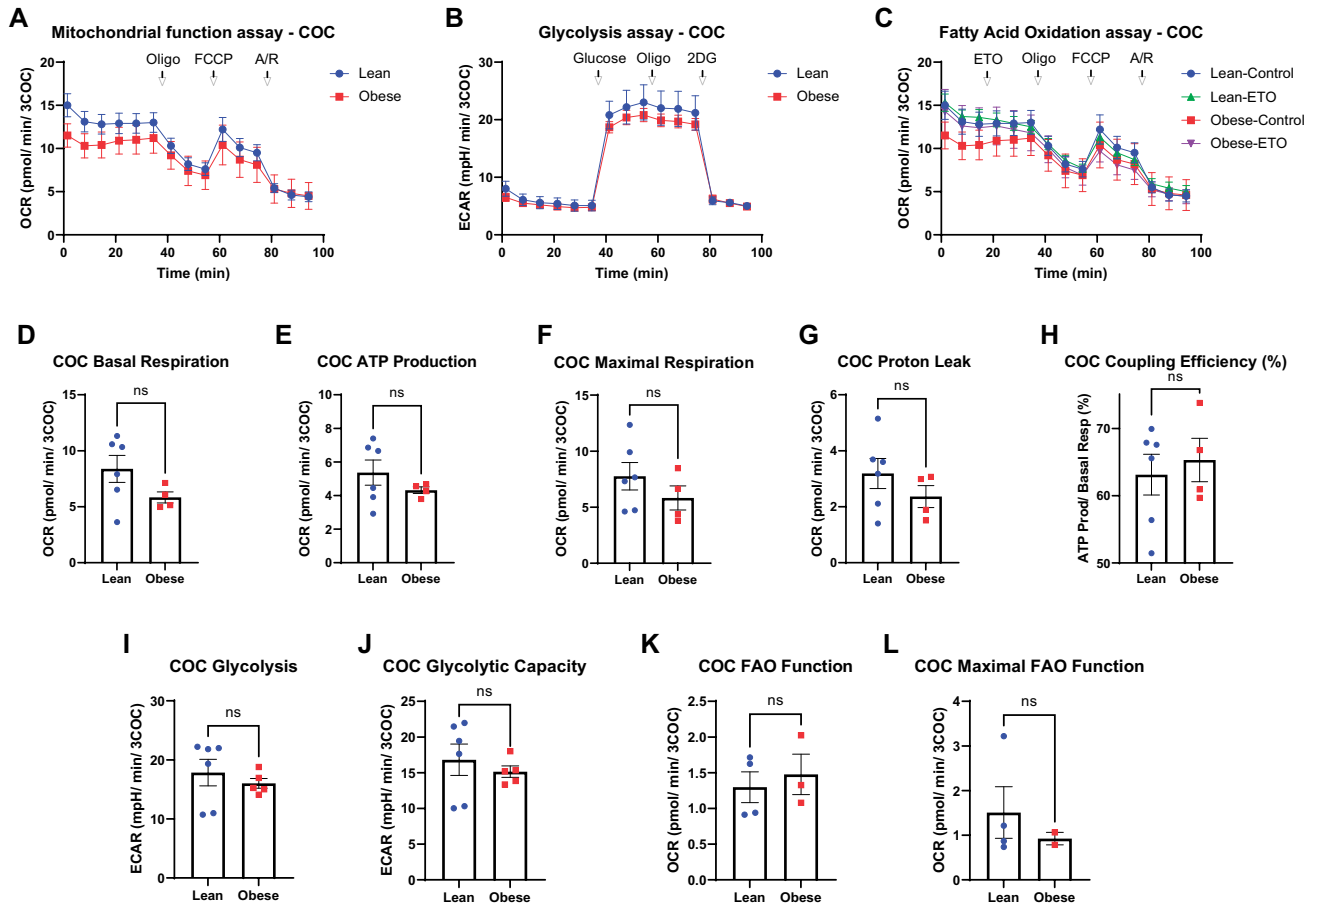 A
Mitochondrial function assay - COC
Oligo FCCP A/R
Lean
Obese
OCR (pmol/ min/ 3COC)
20
15
10
5
0
0 20 40 60 80 100
Time (min)
B
Glycolysis assay - COC
Glucose Oligo 2DG
Lean
Obese
ECAR (mpH/ min/ 3COC)
30
20
10
0
0 20 40 60 80 100
Time (min)
C
Fatty Acid Oxidation assay - COC
ETO Oligo FCCP A/R
Lean-Control
Lean-ETO
Obese-Control
Obese-ETO
OCR (pmol/ min/ 3COC)
20
15
10
5
0
0 20 40 60 80 100
Time (min)
D
COC Basal Respiration
ns
OCR (pmol/ min/ 3COC)
15
10
5
0
Lean Obese
E
COC ATP Production
ns
OCR (pmol/ min/ 3COC)
10
8
6
4
2
0
Lean Obese
F
COC Maximal Respiration
ns
OCR (pmol/ min/ 3COC)
15
10
5
0
Lean Obese
G
COC Proton Leak
ns
OCR (pmol/ min/ 3COC)
6
4
2
0
Lean Obese
H
COC Coupling Efficiency (%)
ns
ATP Prod/ Basal Resp (%)
70
60
50
Lean Obese
I
COC Glycolysis
ns
ECAR (mpH/ min/ 3COC)
30
20
10
0
Lean Obese
J
COC Glycolytic Capacity
ns
ECAR (mpH/ min/ 3COC)
25
20
15
10
5
0
Lean Obese
K
COC FAO Function
ns
OCR (pmol/ min/ 3COC)
2.5
2.0
1.5
1.0
0.5
0.0
Lean Obese
L
COC Maximal FAO Function
ns
OCR (pmol/ min/ 3COC)
4
3
2
1
0
Lean Obese